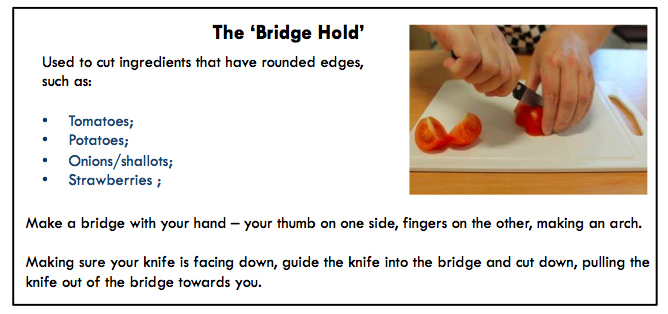 The ‘Bridge Hold’
Used to cut ingredients that have rounded edges,
such as:
• Tomatoes;
• Potatoes;
• Onions/shallots;
• Strawberries ;
Make a bridge with your hand – your thumb on one side, fingers on the other, making an arch.
Making sure your knife is facing down, guide the knife into the bridge and cut down, pulling the
knife out of the bridge towards you.